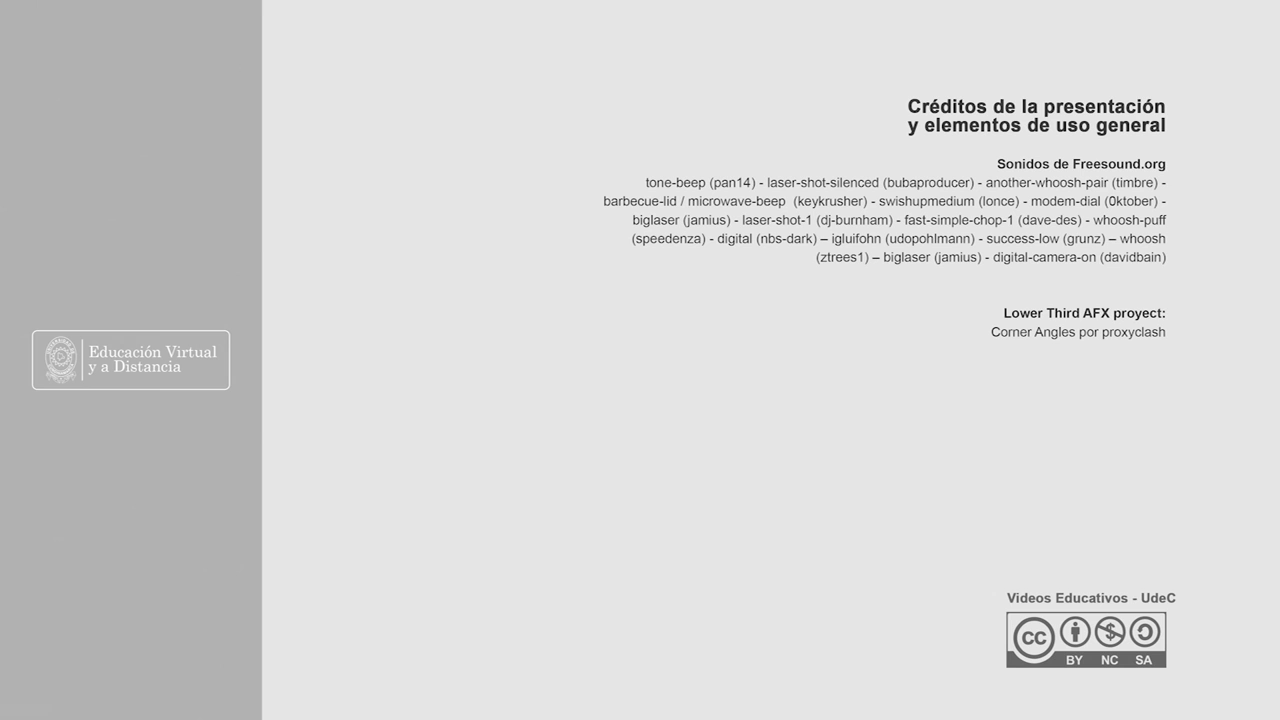 Créditos de la presentación
y elementos de uso general
Sonidos de Freesound.org
tone-beep (pan14) - laser-shot-silenced (bubaproducer) - another-whoosh-pair (timbre) -
barbecue-lid / microwave-beep  (keykrusher) - swishupmedium (lonce) - modem-dial (0ktober) -
biglaser (jamius) - laser-shot-1 (dj-burnham) - fast-simple-chop-1 (dave-des) - whoosh-puff
(speedenza) - digital (nbs-dark) – igluifohn (udopohlmann) - success-low (grunz) – whoosh
(ztrees1) – biglaser (jamius) - digital-camera-on (davidbain)
Lower Third AFX proyect:
Corner Angles por proxyclash
Educación Virtual
y a Distancia
Videos Educativos - UdeC
CC
BY NC SA